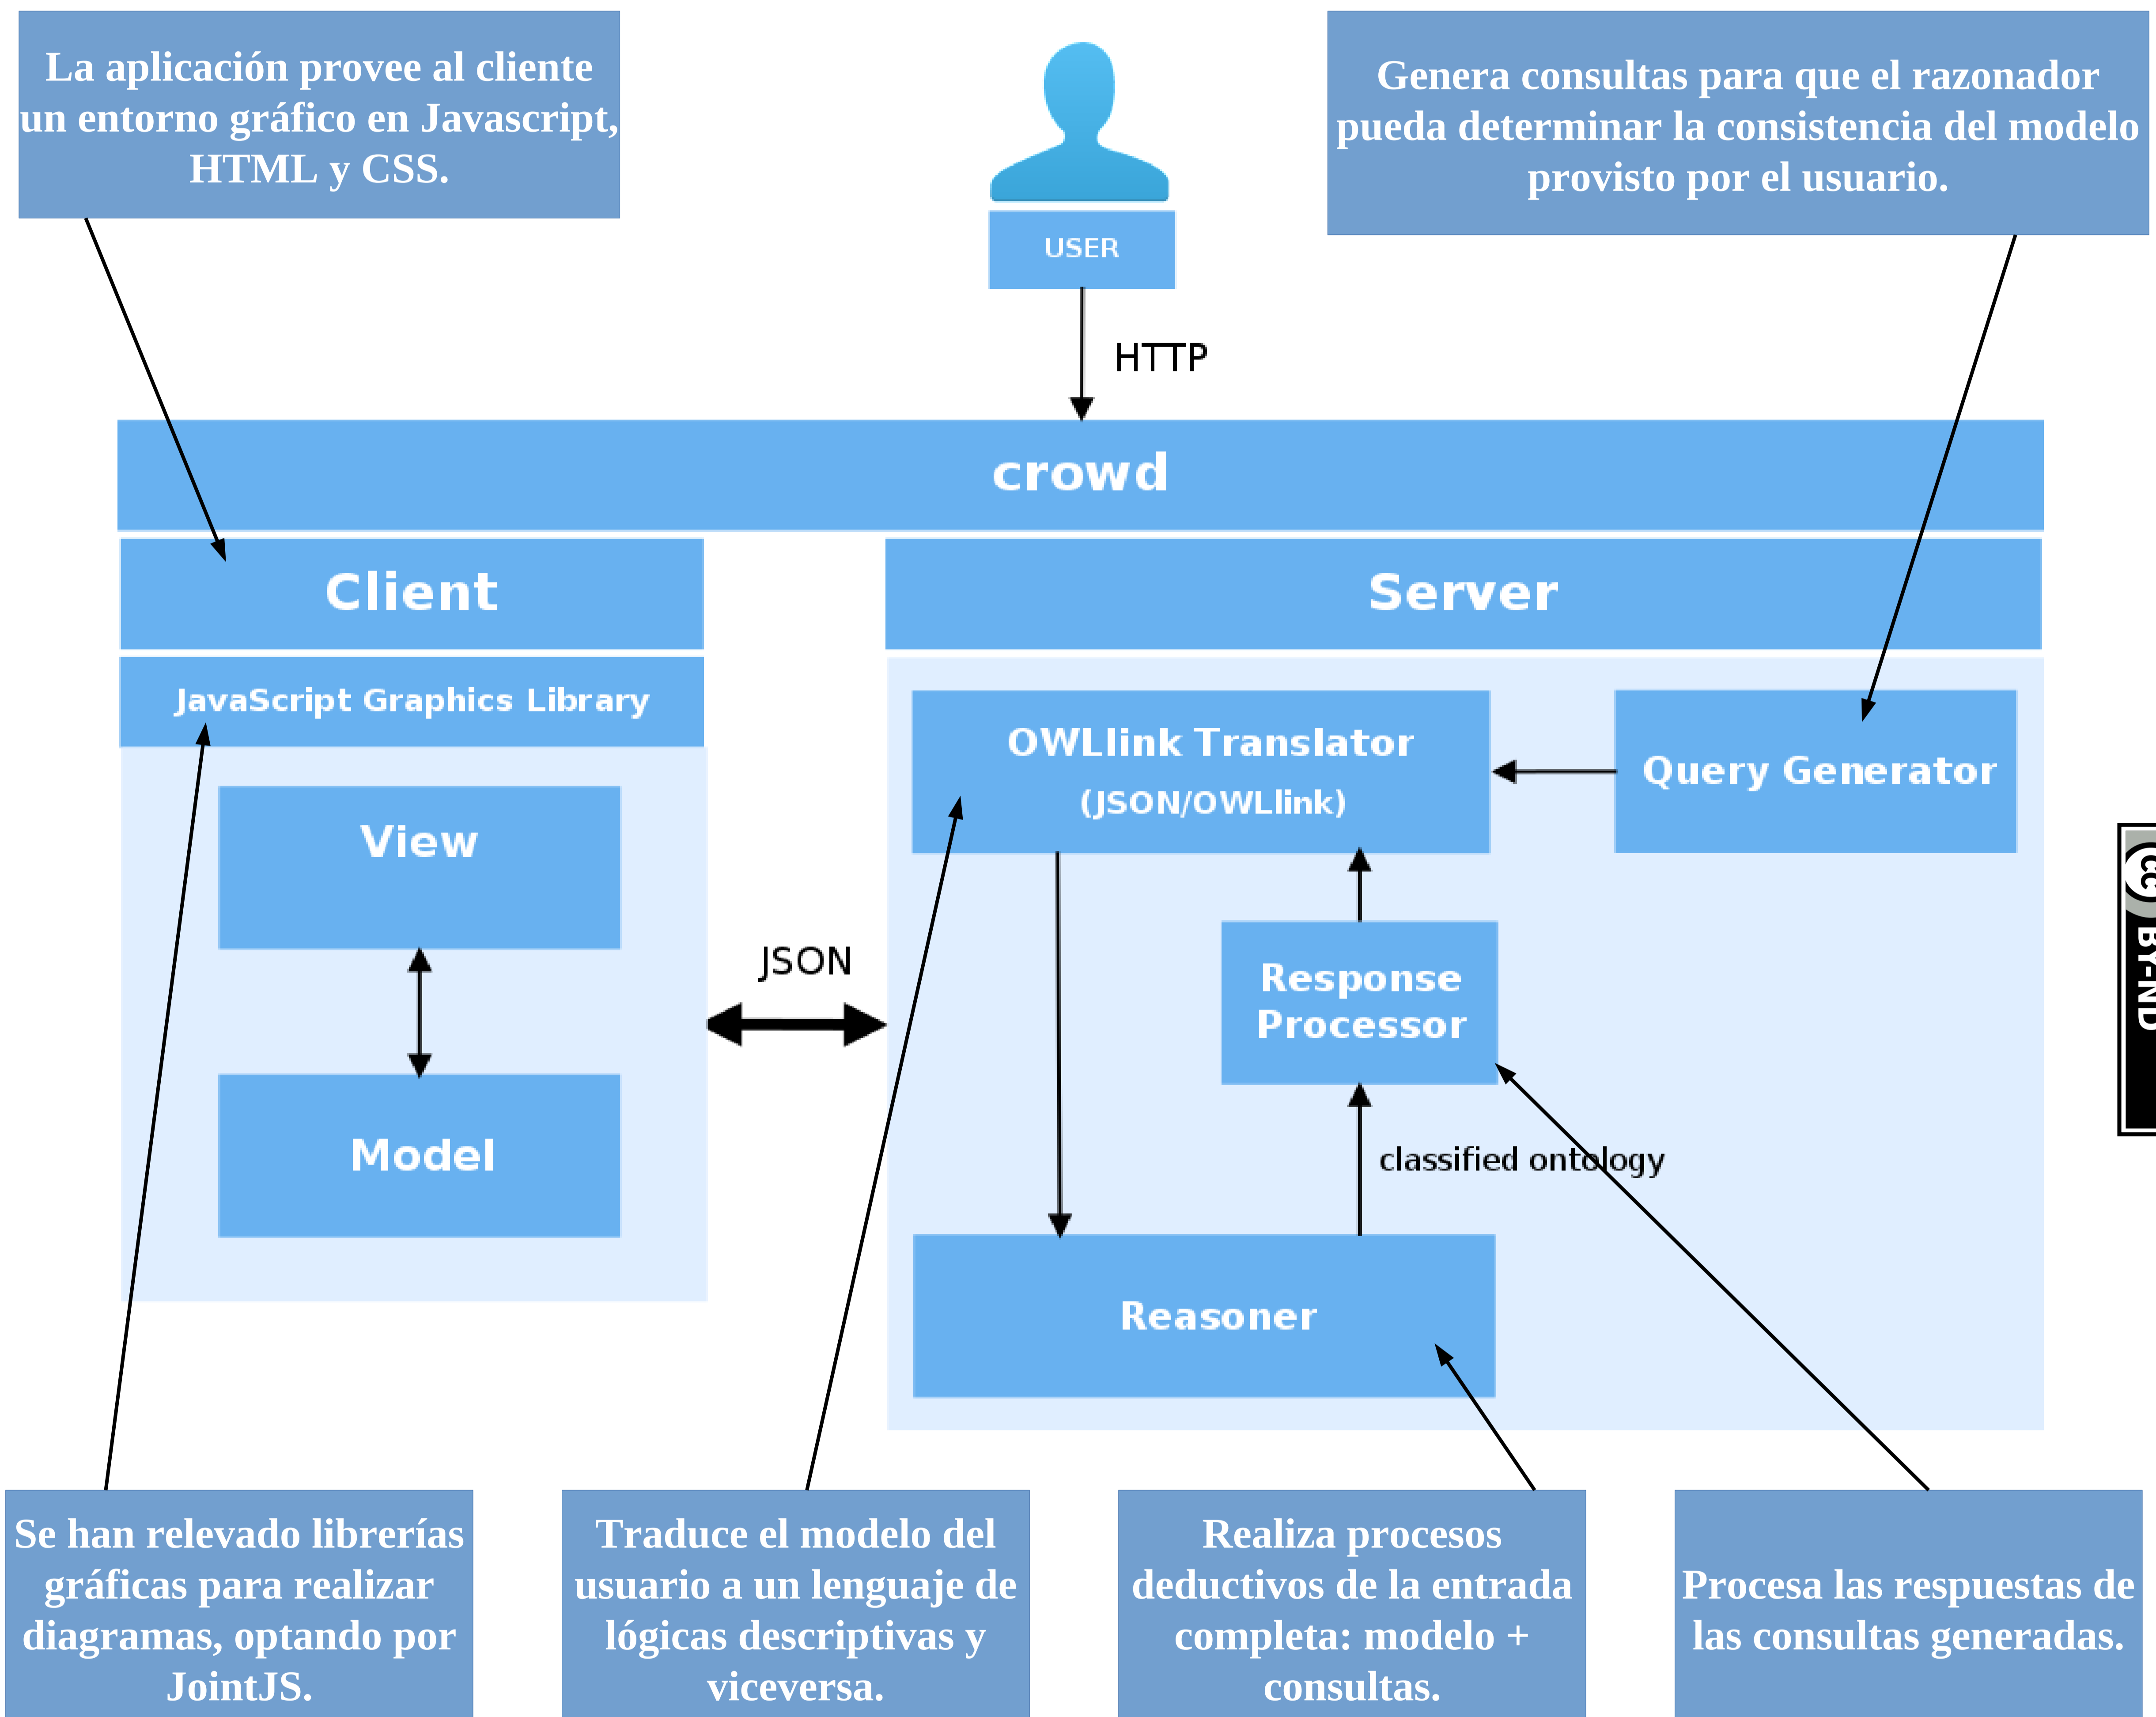 La aplicación provee al cliente
un entorno gráfico en Javascript,
HTML y CSS.
USER
Genera consultas para que el razonador
pueda determinar la consistencia del modelo
provisto por el usuario.
HTTP
crowd
Client
Server
JavaScript Graphics Library
OWLlink Translator
(JSON/OWLlink)
Query Generator
View
JSON
Response
Processor
Model
classified ontology
Reasoner
cc
BY-ND
Se han relevado librerías
gráficas para realizar
diagramas, optando por
JointJS.
Traduce el modelo del
usuario a un lenguaje de
lógicas descriptivas y
viceversa.
Realiza procesos
deductivos de la entrada
completa: modelo +
consultas.
Procesa las respuestas de
las consultas generadas.